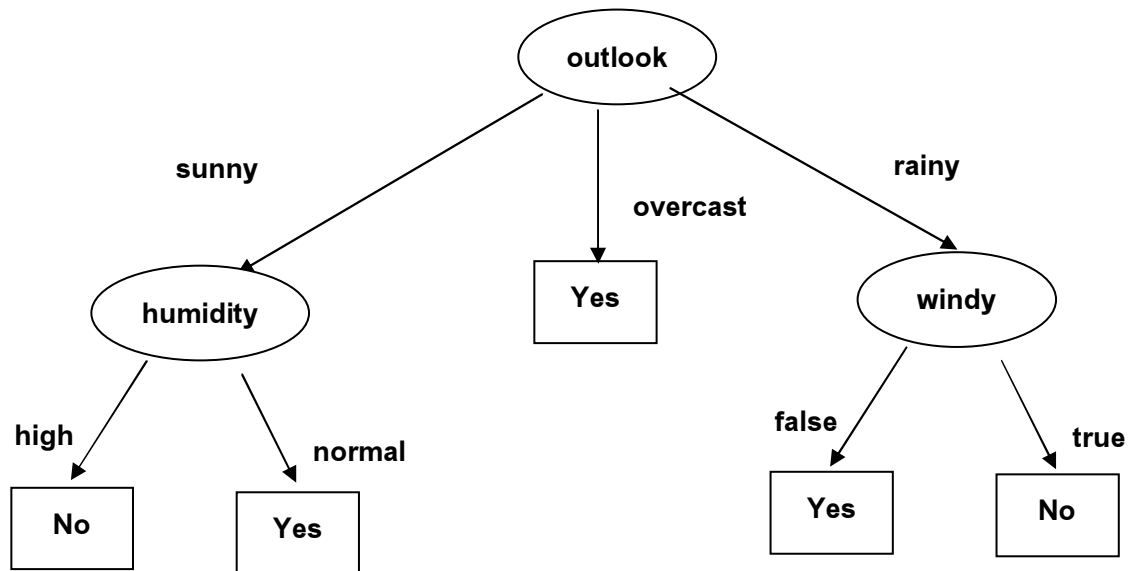 outlook
sunny
rainy
overcast
Yes
windy
humidity
false
high
true
normal
Yes
No
No
Yes